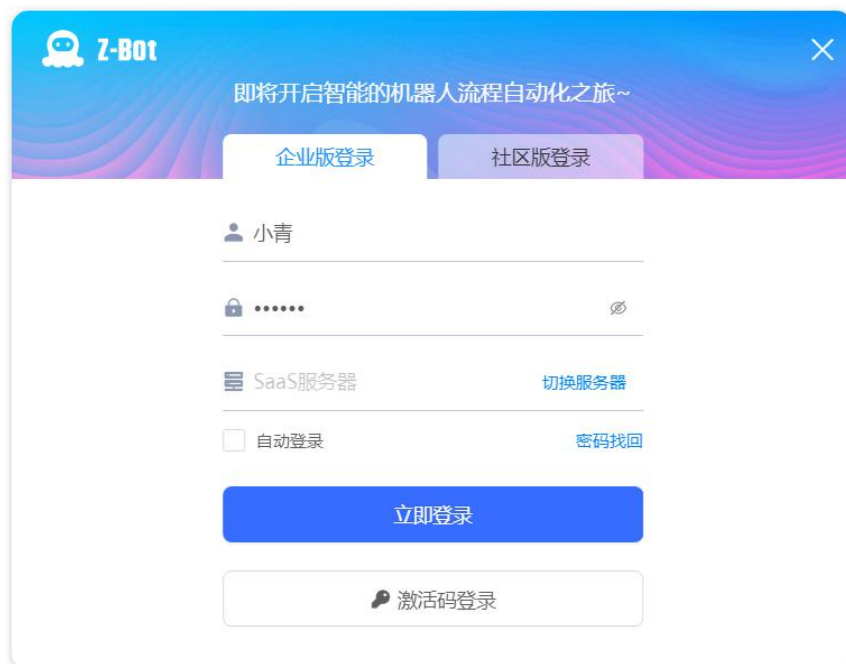 Z-Bot
即将开启智能的机器人流程自动化之旅~
企业版登录 社区版登录
小青
••••••
SaaS服务器 切换服务器
自动登录 密码找回
立即登录
激活码登录